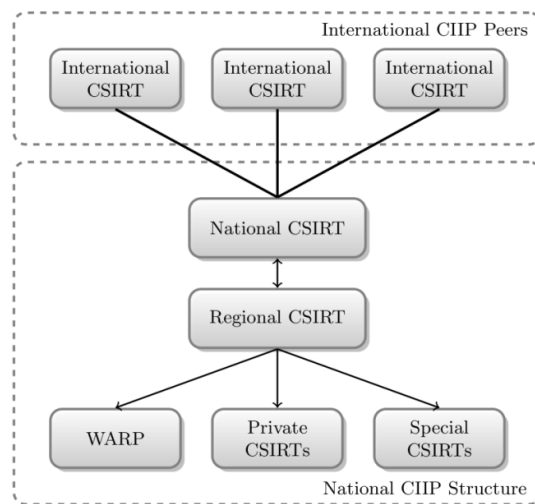 International CIIP Peers
International
CSIRT
International
CSIRT
International
CSIRT
National CSIRT
Regional CSIRT
WARP
Private
CSIRTs
Special
CSIRTs
National CIIP Structure